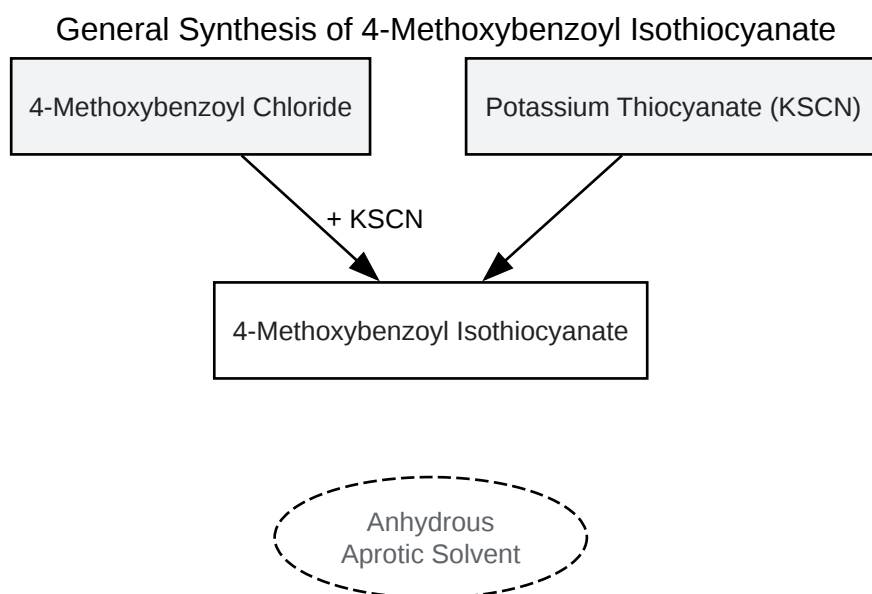 General Synthesis of 4-Methoxybenzoyl Isothiocyanate
4-Methoxybenzoyl Chloride
Potassium Thiocyanate (KSCN)
+ KSCN
4-Methoxybenzoyl Isothiocyanate
Anhydrous
Aprotic Solvent